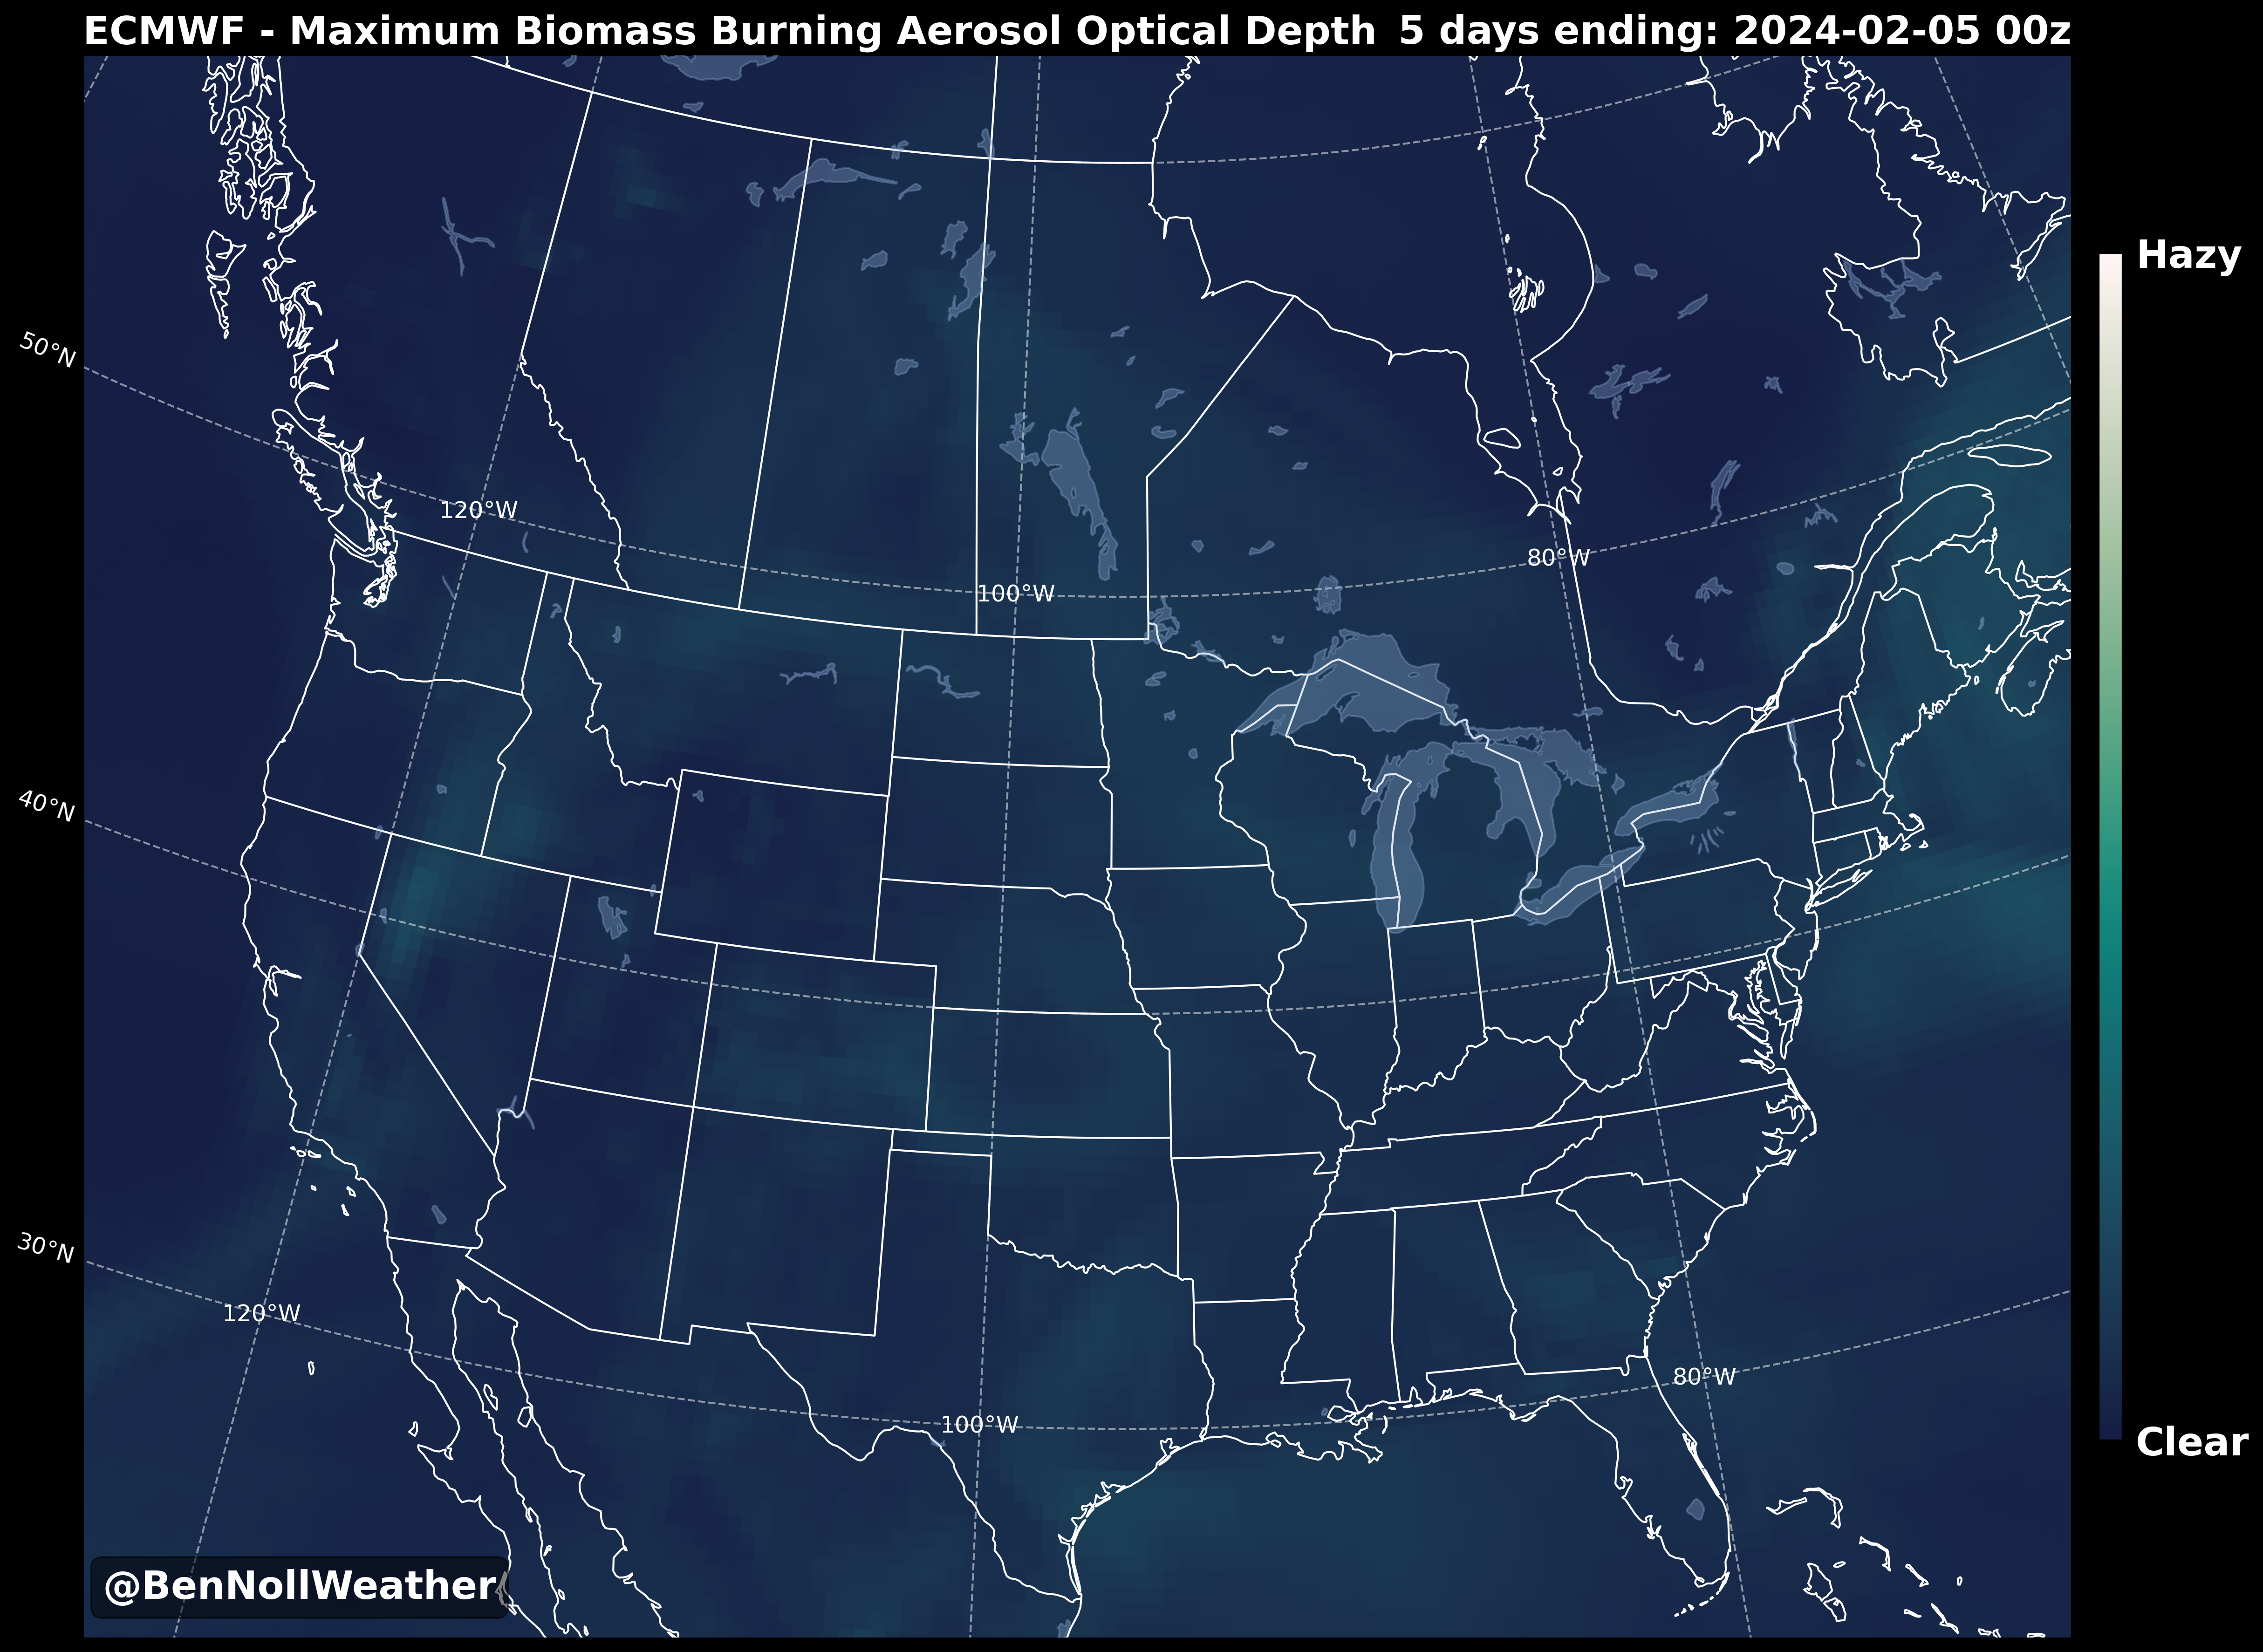 ECMWF - Maximum Biomass Burning Aerosol Optical Depth 5 days ending: 2024-02-05 00z
Hazy
50°N
120°W
80°W
100°W
40°N
30°N
120°W
80°W
100°W
Clear
@BenNollWeather